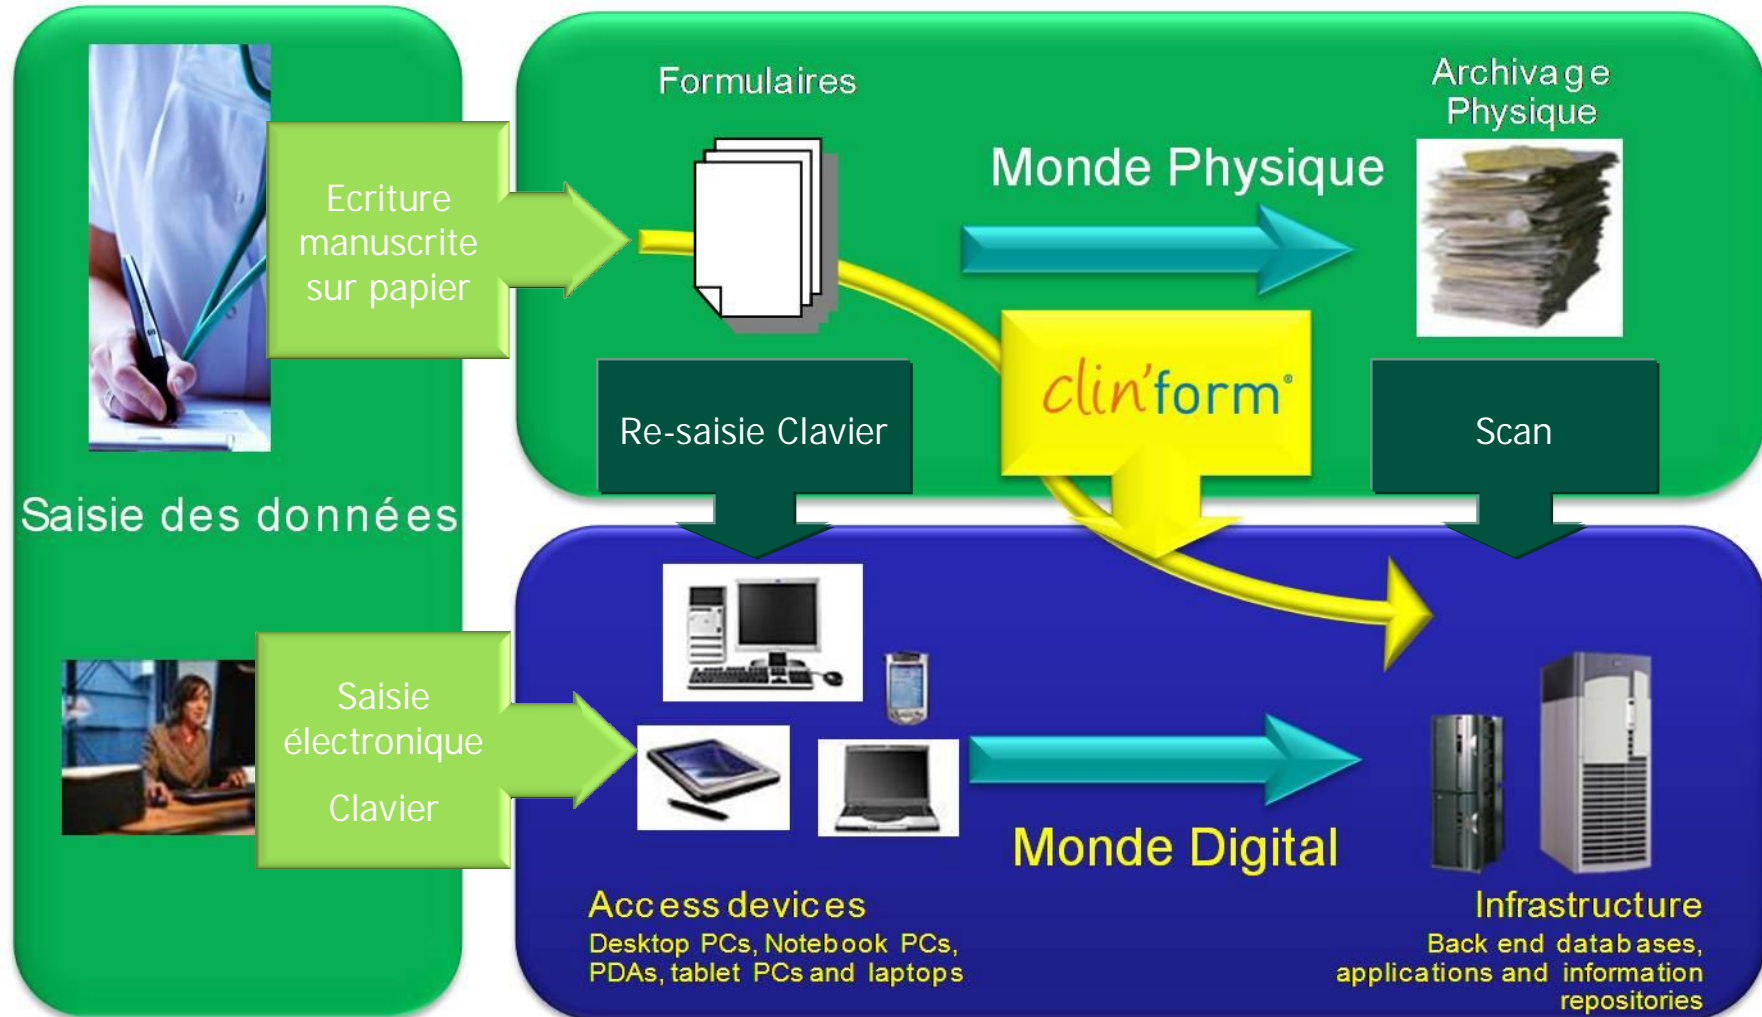 Formulaires
Archivage
Physique
Monde Physique
Ecriture
manuscrite
sur papier
clin'form®
Re-saisie Clavier
Scan
Saisie des données
Saisie
électronique
Clavier
Monde Digital
Access devices
Desktop PCs, Notebook PCs,
PDAs, tablet PCs and laptops
Infrastructure
Back end databases,
applications and information
repositories